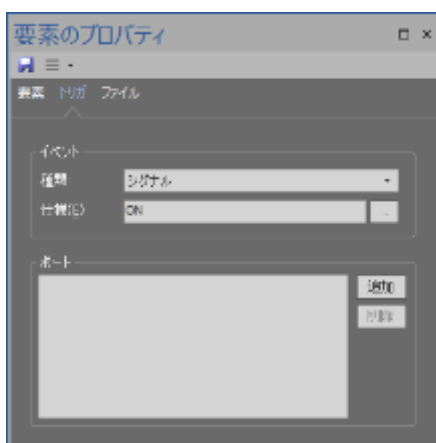 要素のプロパティ
要素 トリガ ファイル
イベント
種類 シグナル
仕様(E) ON ...
ポート
追加
削除